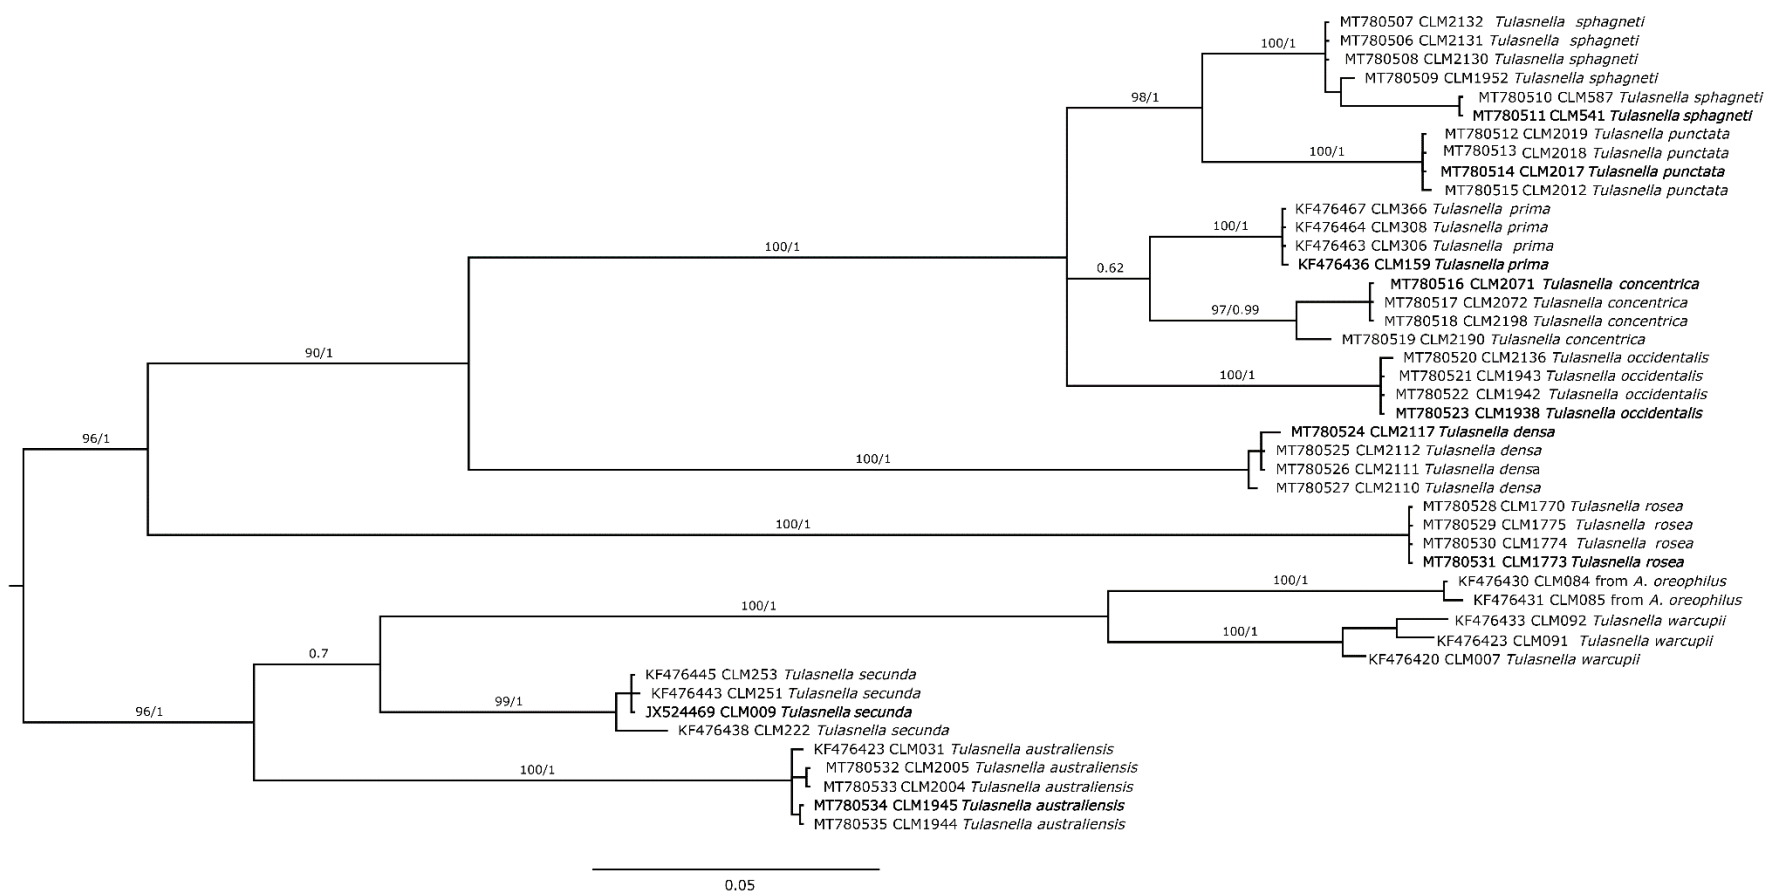 MT780507 CLM2132 Tulasnella sphagneti
100/1
MT780506 CLM2131 Tulasnella sphagneti
MT780508 CLM2130 Tulasnella sphagneti
MT780509 CLM1952 Tulasnella sphagneti
98/1
MT780510 CLM587 Tulasnella sphagneti
MT780511 CLM541 Tulasnella sphagneti
MT780512 CLM2019 Tulasnella punctata
100/1
MT780513 CLM2018 Tulasnella punctata
MT780514 CLM2017 Tulasnella punctata
MT780515 CLM2012 Tulasnella punctata
KF476467 CLM366 Tulasnella prima
100/1
KF476464 CLM308 Tulasnella prima
100/1
KF476463 CLM306 Tulasnella prima
0.62
KF476436 CLM159 Tulasnella prima
MT780516 CLM2071 Tulasnella concentrica
MT780517 CLM2072 Tulasnella concentrica
97/0.99
MT780518 CLM2198 Tulasnella concentrica
MT780519 CLM2190 Tulasnella concentrica
90/1
MT780520 CLM2136 Tulasnella occidentalis
100/1
MT780521 CLM1943 Tulasnella occidentalis
MT780522 CLM1942 Tulasnella occidentalis
MT780523 CLM1938 Tulasnella occidentalis
96/1
MT780524 CLM2117 Tulasnella densa
MT780525 CLM2112 Tulasnella densa
100/1
MT780526 CLM2111 Tulasnella densa
MT780527 CLM2110 Tulasnella densa
MT780528 CLM1770 Tulasnella rosea
100/1
MT780529 CLM1775 Tulasnella rosea
MT780530 CLM1774 Tulasnella rosea
MT780531 CLM1773 Tulasnella rosea
100/1
KF476430 CLM084 from A. oreophilus
KF476431 CLM085 from A. oreophilus
100/1
KF476433 CLM092 Tulasnella warcupii
100/1
KF476423 CLM091 Tulasnella warcupii
0.7
KF476420 CLM007 Tulasnella warcupii
KF476445 CLM253 Tulasnella secunda
KF476443 CLM251 Tulasnella secunda
99/1
96/1
JX524469 CLM009 Tulasnella secunda
KF476438 CLM222 Tulasnella secunda
KF476423 CLM031 Tulasnella australiensis
100/1
MT780532 CLM2005 Tulasnella australiensis
MT780533 CLM2004 Tulasnella australiensis
MT780534 CLM1945 Tulasnella australiensis
MT780535 CLM1944 Tulasnella australiensis
0.05